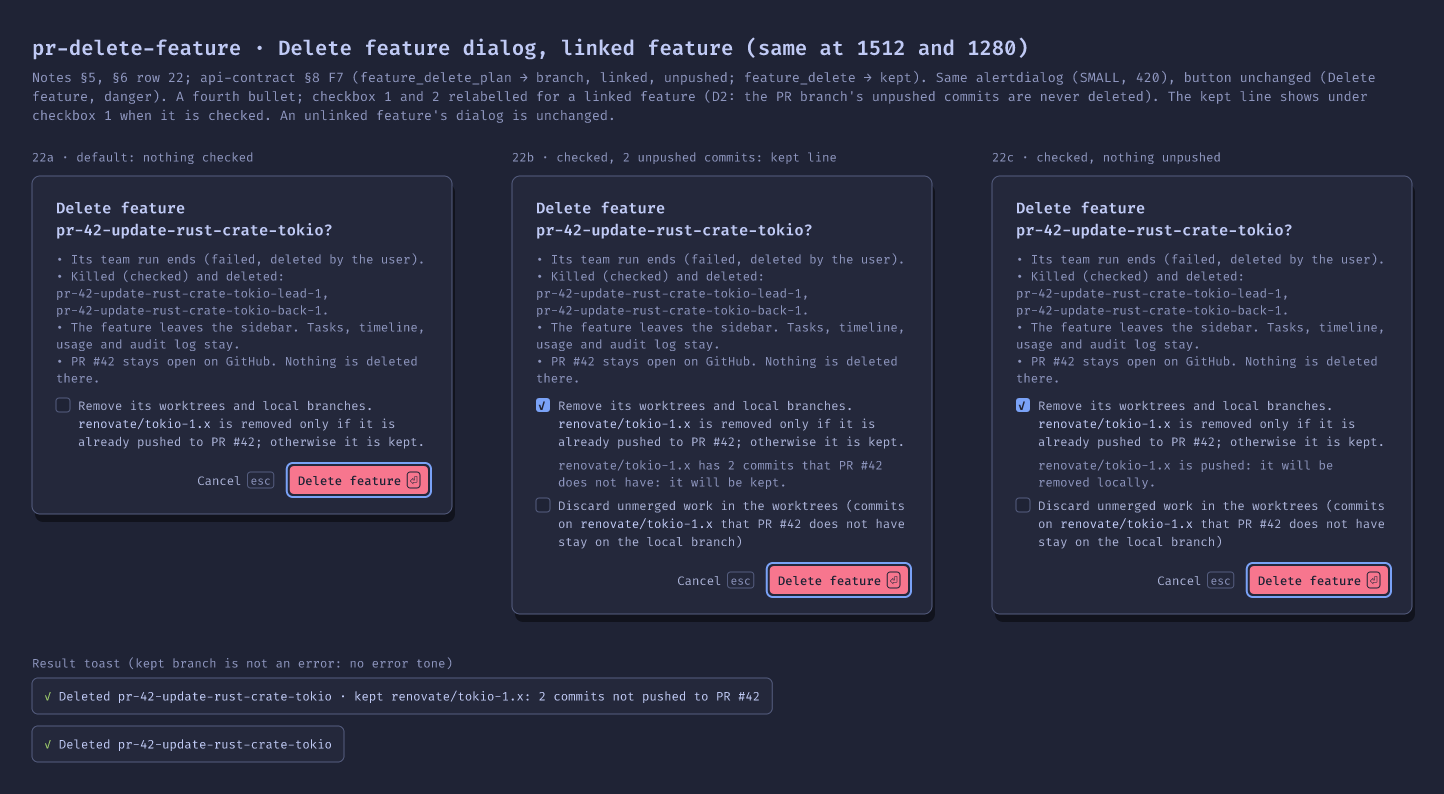 pr-delete-feature · Delete feature dialog, linked feature (same at 1512 and 1280)
Notes §5, §6 row 22; api-contract §8 F7 (feature_delete_plan → branch, linked, unpushed; feature_delete → kept). Same alertdialog (SMALL, 420), button unchanged (Delete
feature, danger). A fourth bullet; checkbox 1 and 2 relabelled for a linked feature (D2: the PR branch's unpushed commits are never deleted). The kept line shows under
checkbox 1 when it is checked. An unlinked feature's dialog is unchanged.
22a · default: nothing checked
Delete feature
pr-42-update-rust-crate-tokio?
• Its team run ends (failed, deleted by the user).
• Killed (checked) and deleted:
pr-42-update-rust-crate-tokio-lead-1,
pr-42-update-rust-crate-tokio-back-1.
• The feature leaves the sidebar. Tasks, timeline,
usage and audit log stay.
• PR #42 stays open on GitHub. Nothing is deleted
there.
Remove its worktrees and local branches.
renovate/tokio-1.x is removed only if it is
already pushed to PR #42; otherwise it is kept.
Cancel esc Delete feature ⏎
22b · checked, 2 unpushed commits: kept line
Delete feature
pr-42-update-rust-crate-tokio?
• Its team run ends (failed, deleted by the user).
• Killed (checked) and deleted:
pr-42-update-rust-crate-tokio-lead-1,
pr-42-update-rust-crate-tokio-back-1.
• The feature leaves the sidebar. Tasks, timeline,
usage and audit log stay.
• PR #42 stays open on GitHub. Nothing is deleted
there.
✓ Remove its worktrees and local branches.
renovate/tokio-1.x is removed only if it is
already pushed to PR #42; otherwise it is kept.
renovate/tokio-1.x has 2 commits that PR #42
does not have: it will be kept.
Discard unmerged work in the worktrees (commits
on renovate/tokio-1.x that PR #42 does not have
stay on the local branch)
Cancel esc Delete feature ⏎
22c · checked, nothing unpushed
Delete feature
pr-42-update-rust-crate-tokio?
• Its team run ends (failed, deleted by the user).
• Killed (checked) and deleted:
pr-42-update-rust-crate-tokio-lead-1,
pr-42-update-rust-crate-tokio-back-1.
• The feature leaves the sidebar. Tasks, timeline,
usage and audit log stay.
• PR #42 stays open on GitHub. Nothing is deleted
there.
✓ Remove its worktrees and local branches.
renovate/tokio-1.x is removed only if it is
already pushed to PR #42; otherwise it is kept.
renovate/tokio-1.x is pushed: it will be
removed locally.
Discard unmerged work in the worktrees (commits
on renovate/tokio-1.x that PR #42 does not have
stay on the local branch)
Cancel esc Delete feature ⏎
Result toast (kept branch is not an error: no error tone)
✓ Deleted pr-42-update-rust-crate-tokio · kept renovate/tokio-1.x: 2 commits not pushed to PR #42
✓ Deleted pr-42-update-rust-crate-tokio